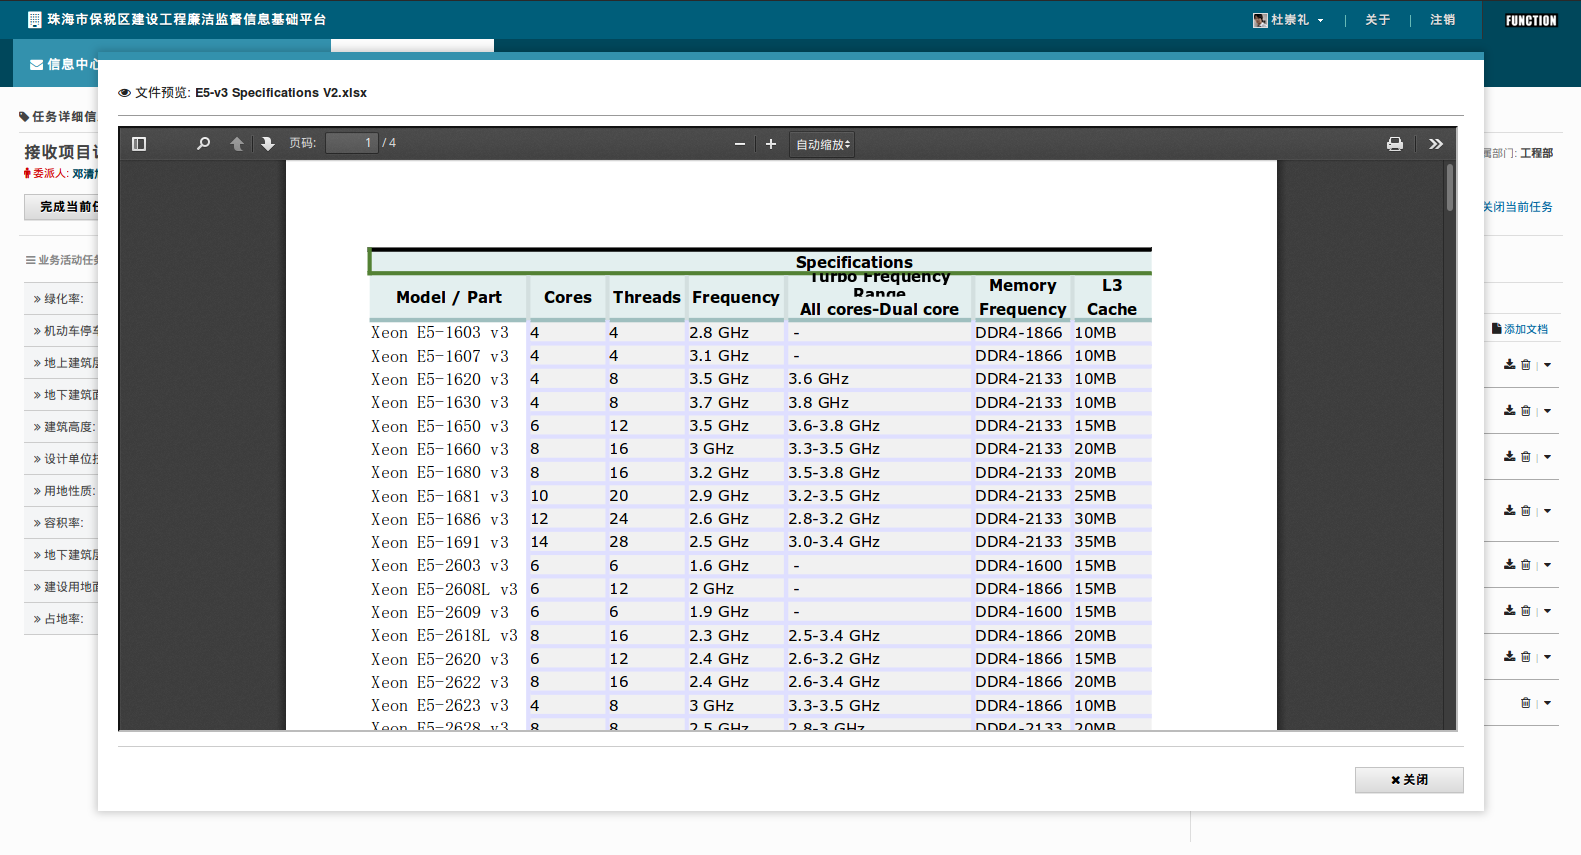 珠海市保税区建设工程廉洁监督信息基础平台
杜崇礼 | 关于 | 注销 FUNCTION
信息中心
文件预览: E5-v3 Specifications V2.xlsx
任务详细信
接收项目
委派人: 邓清
属部门: 工程部
完成当前任
关闭当前任务
业务活动任务
添加文档
绿化率:
机动车停车
地上建筑层
地下建筑面
建筑高度:
设计单位
用地性质:
容积率:
地下建筑层
建设用地面
占地率:
页码: 1 / 4 自动缩放
Specifications
Model / Part Cores Threads Frequency Turbo Frequency Range All cores-Dual core Memory Frequency L3 Cache
Xeon E5-1603 v3 4 4 2.8 GHz - DDR4-1866 10MB
Xeon E5-1607 v3 4 4 3.1 GHz - DDR4-1866 10MB
Xeon E5-1620 v3 4 8 3.5 GHz 3.6 GHz DDR4-2133 10MB
Xeon E5-1630 v3 4 8 3.7 GHz 3.8 GHz DDR4-2133 10MB
Xeon E5-1650 v3 6 12 3.5 GHz 3.6-3.8 GHz DDR4-2133 15MB
Xeon E5-1660 v3 8 16 3 GHz 3.3-3.5 GHz DDR4-2133 20MB
Xeon E5-1680 v3 8 16 3.2 GHz 3.5-3.8 GHz DDR4-2133 20MB
Xeon E5-1681 v3 10 20 2.9 GHz 3.2-3.5 GHz DDR4-2133 25MB
Xeon E5-1686 v3 12 24 2.6 GHz 2.8-3.2 GHz DDR4-2133 30MB
Xeon E5-1691 v3 14 28 2.5 GHz 3.0-3.4 GHz DDR4-2133 35MB
Xeon E5-2603 v3 6 6 1.6 GHz - DDR4-1600 15MB
Xeon E5-2608L v3 6 12 2 GHz - DDR4-1866 15MB
Xeon E5-2609 v3 6 6 1.9 GHz - DDR4-1600 15MB
Xeon E5-2618L v3 8 16 2.3 GHz 2.5-3.4 GHz DDR4-1866 20MB
Xeon E5-2620 v3 6 12 2.4 GHz 2.6-3.2 GHz DDR4-1866 15MB
Xeon E5-2622 v3 8 16 2.4 GHz 2.6-3.4 GHz DDR4-1866 20MB
Xeon E5-2623 v3 4 8 3 GHz 3.3-3.5 GHz DDR4-1866 10MB
Xeon E5-2628 v3 8 8 2.5 GHz 2.8-3 GHz DDR4-2133 20MB
关闭